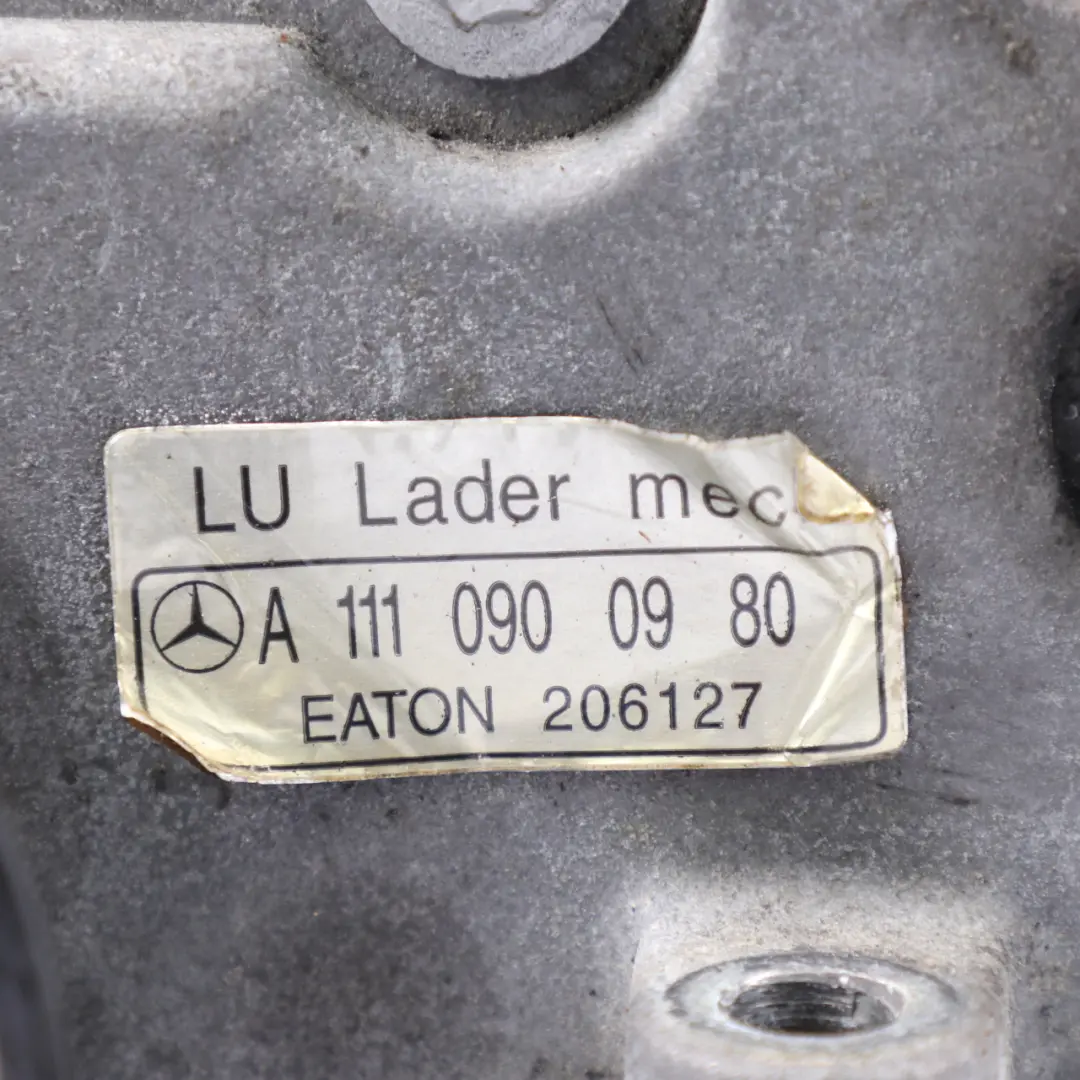 LU Lader mec
A 111 090 09 80
EATON 206127